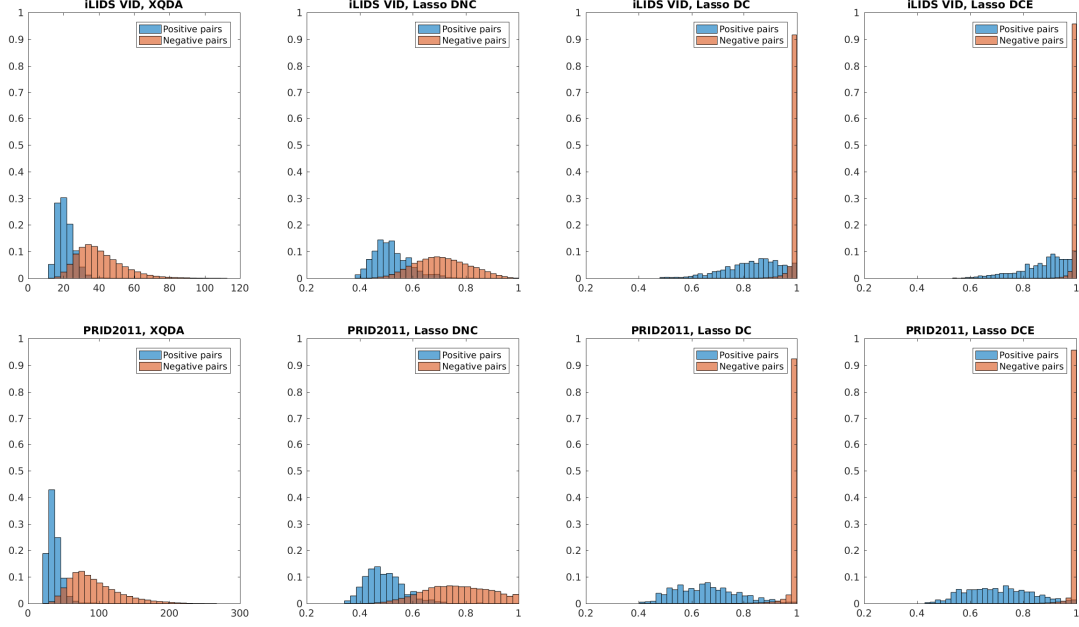 iLIDS VID, XQDA
1
0.9
0.8
0.7
0.6
0.5
0.4
0.3
0.2
0.1
0
0 20 40 60 80 100 120
Positive pairs
Negative pairs
iLIDS VID, Lasso DNC
1
0.9
0.8
0.7
0.6
0.5
0.4
0.3
0.2
0.1
0
0.2 0.4 0.6 0.8 1
Positive pairs
Negative pairs
iLIDS VID, Lasso DC
1
0.9
0.8
0.7
0.6
0.5
0.4
0.3
0.2
0.1
0
0.2 0.4 0.6 0.8 1
Positive pairs
Negative pairs
iLIDS VID, Lasso DCE
1
0.9
0.8
0.7
0.6
0.5
0.4
0.3
0.2
0.1
0
0.2 0.4 0.6 0.8 1
Positive pairs
Negative pairs
PRID2011, XQDA
1
0.9
0.8
0.7
0.6
0.5
0.4
0.3
0.2
0.1
0
0 100 200 300
Positive pairs
Negative pairs
PRID2011, Lasso DNC
1
0.9
0.8
0.7
0.6
0.5
0.4
0.3
0.2
0.1
0
0.2 0.4 0.6 0.8 1
Positive pairs
Negative pairs
PRID2011, Lasso DC
1
0.9
0.8
0.7
0.6
0.5
0.4
0.3
0.2
0.1
0
0.2 0.4 0.6 0.8 1
Positive pairs
Negative pairs
PRID2011, Lasso DCE
1
0.9
0.8
0.7
0.6
0.5
0.4
0.3
0.2
0.1
0
0.2 0.4 0.6 0.8 1
Positive pairs
Negative pairs